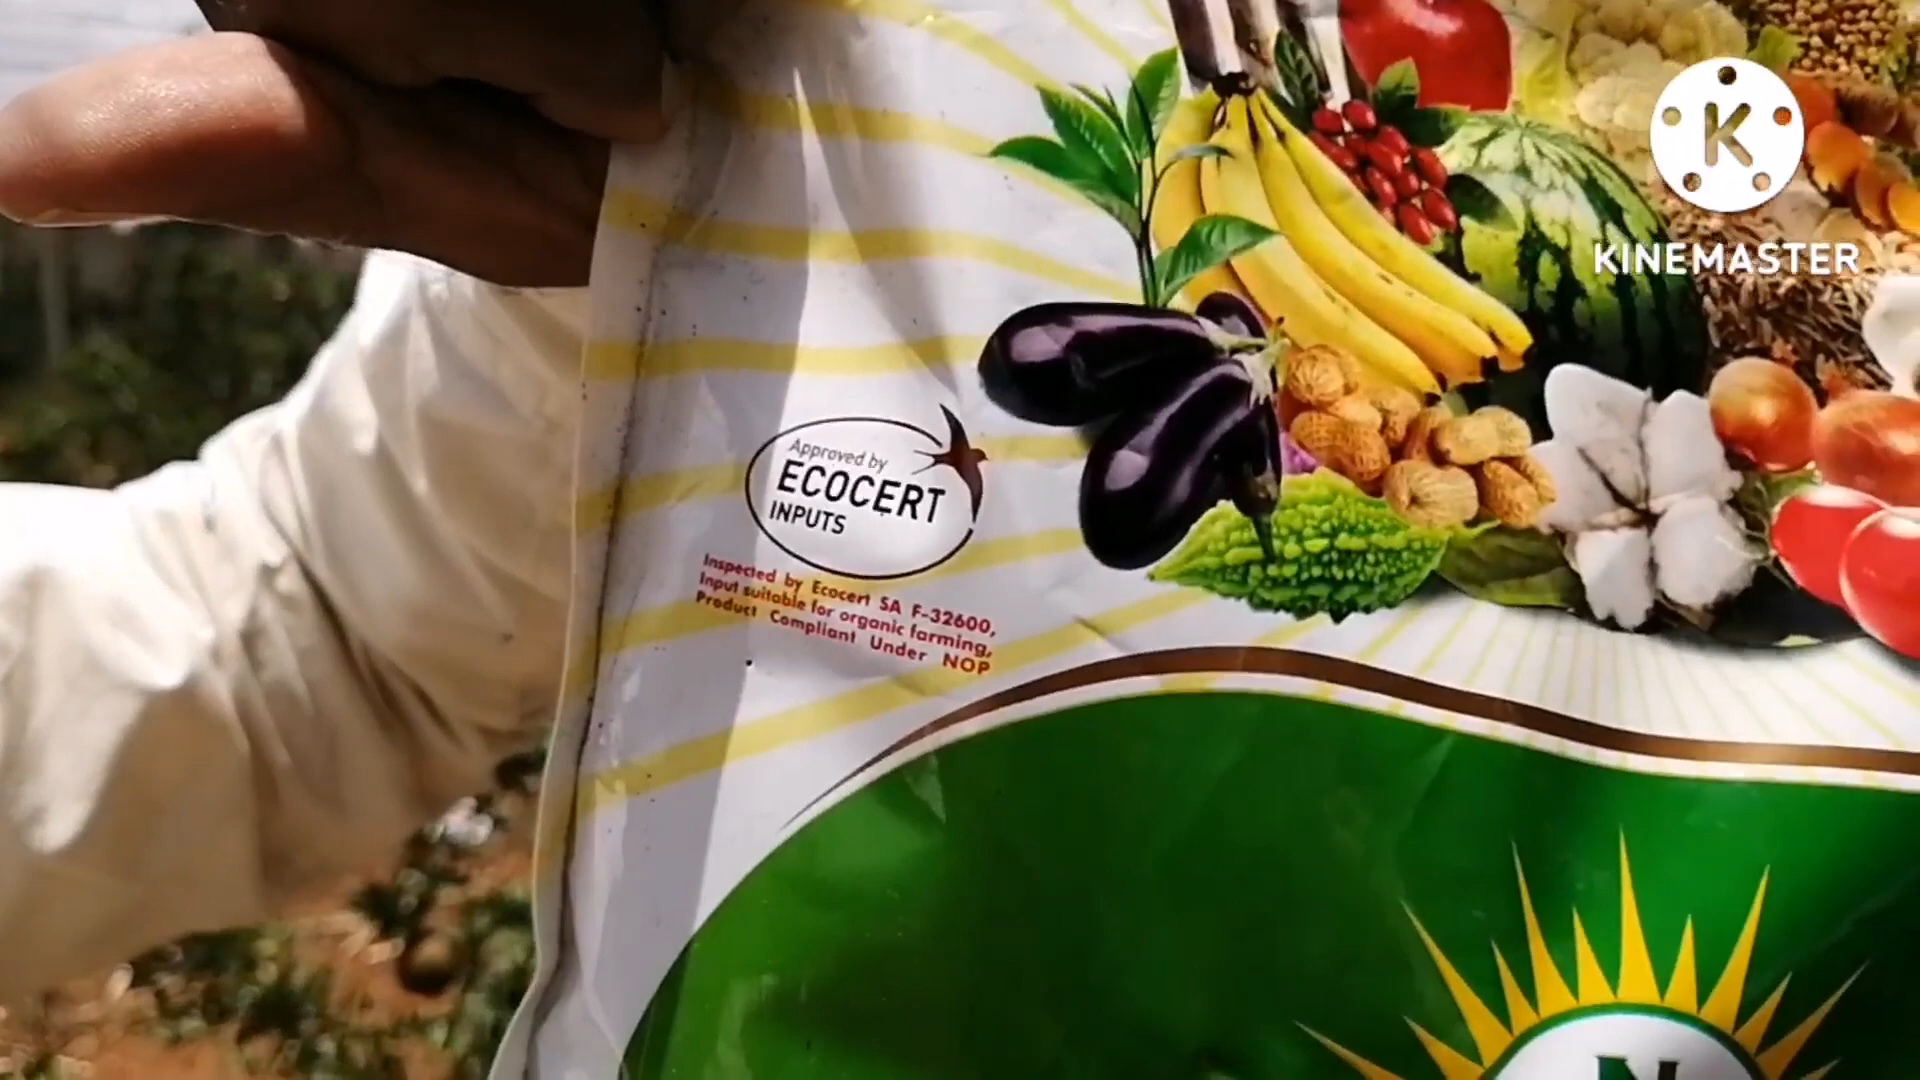 K
KINEMASTER
Approved by
ECOCERT
INPUTS
Inspected by Ecocert SA F-32600,
Input suitable for organic farming,
Product Compliant Under NOP
N